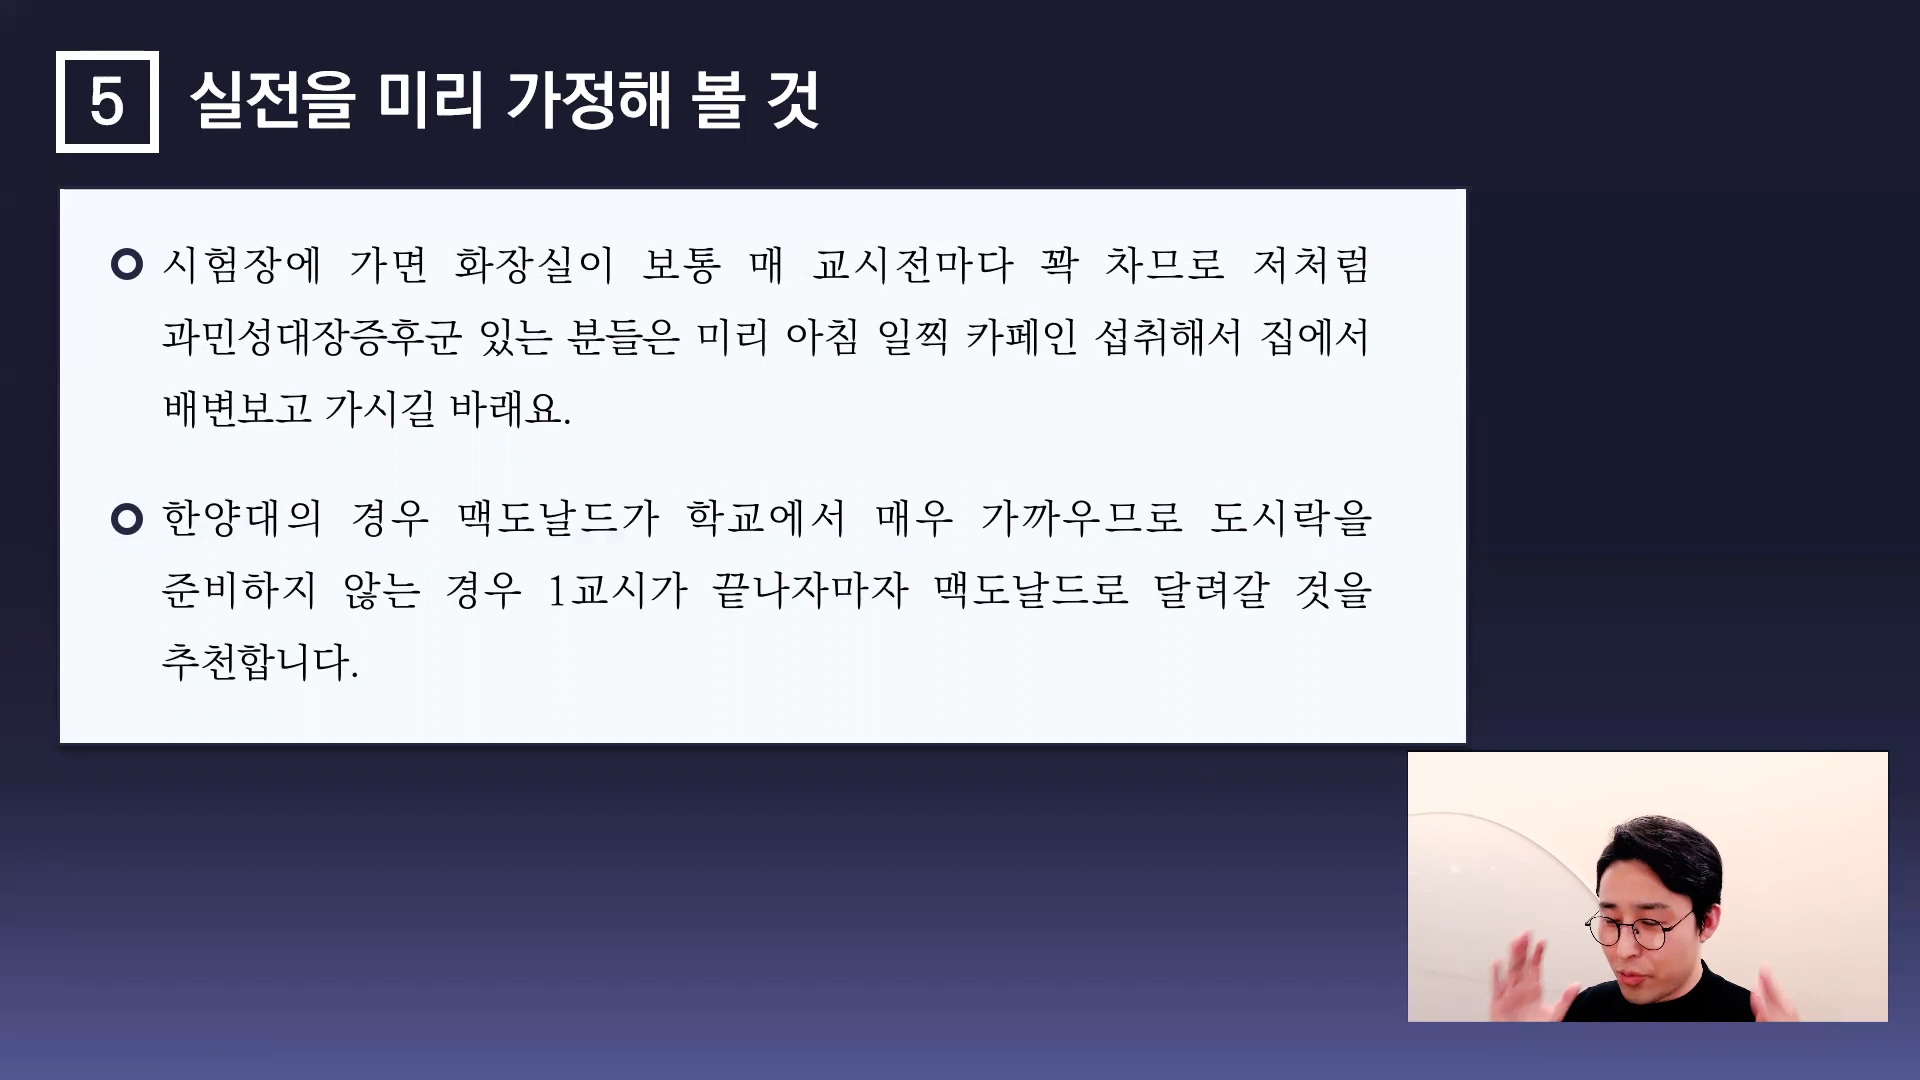 5 실전을 미리 가정해 볼 것
시험장에 가면 화장실이 보통 매 교시전마다 꽉 차므로 저처럼
과민성대장증후군 있는 분들은 미리 아침 일찍 카페인 섭취해서 집에서
배변보고 가시길 바래요.
한양대의 경우 맥도날드가 학교에서 매우 가까우므로 도시락을
준비하지 않는 경우 1교시가 끝나자마자 맥도날드로 달려갈 것을
추천합니다.